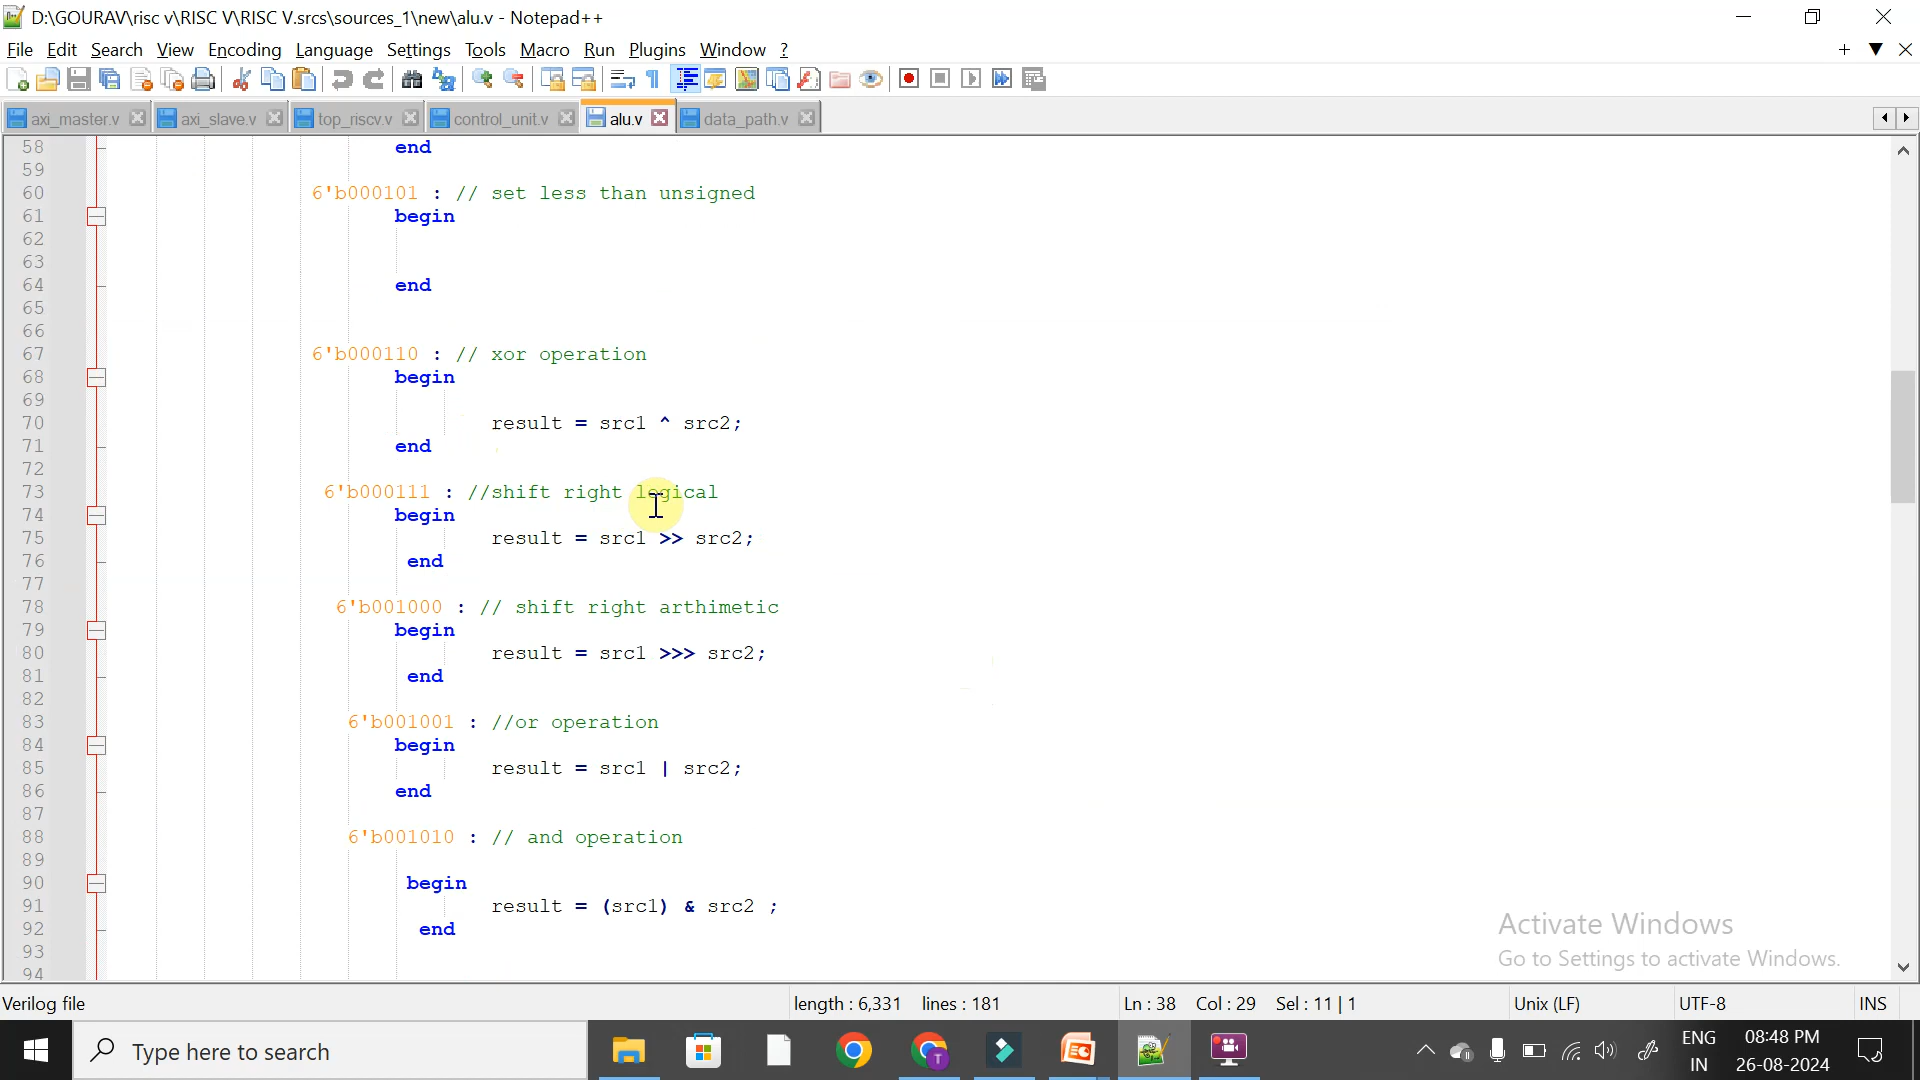 D:\GOURAV\risc v\RISC V\RISC V.srcs\sources_1\new\alu.v - Notepad++
File Edit Search View Encoding Language Settings Tools Macro Run Plugins Window ?
axi_master.v axi_slave.v top_riscv.v control_unit.v alu.v data_path.v
58 end
59
60 6'b000101 : // set less than unsigned
61 begin
62
63
64 end
65
66
67 6'b000110 : // xor operation
68 begin
69
70 result = src1 ^ src2;
71 end
72
73 6'b000111 : //shift right logical
74 begin
75 result = src1 >> src2;
76 end
77
78 6'b001000 : // shift right arthimetic
79 begin
80 result = src1 >>> src2;
81 end
82
83 6'b001001 : //or operation
84 begin
85 result = src1 | src2;
86 end
87
88 6'b001010 : // and operation
89
90 begin
91 result = (src1) & src2 ;
92 end
93
94
Activate Windows
Go to Settings to activate Windows.
Verilog file length : 6,331 lines : 181 Ln : 38 Col : 29 Sel : 11 | 1 Unix (LF) UTF-8 INS
Type here to search
T
ENG
IN
08:48 PM
26-08-2024